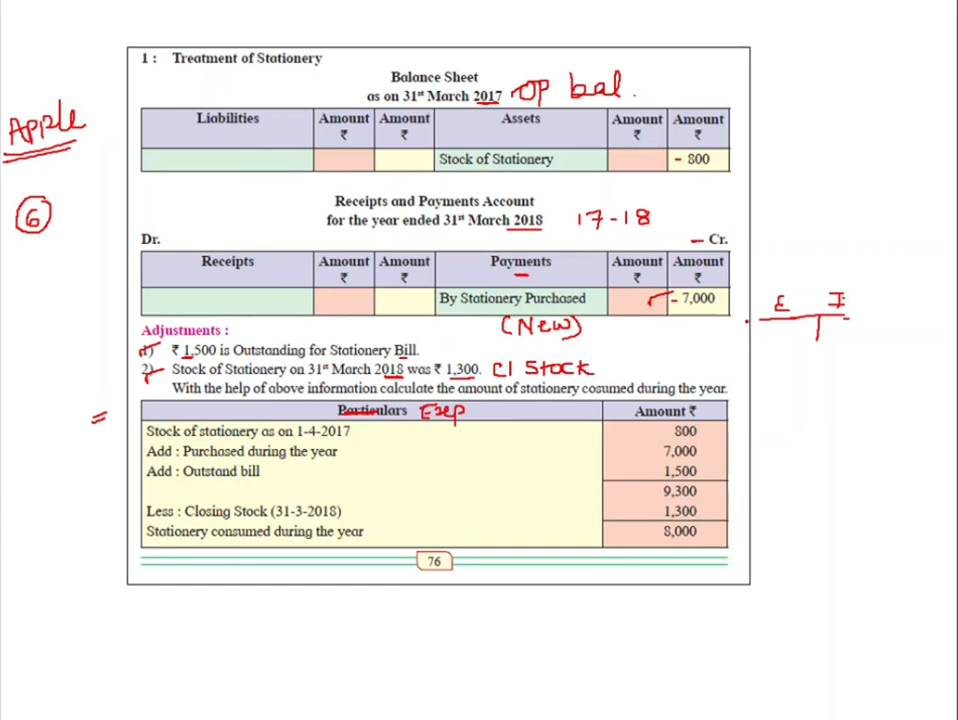 1 : Treatment of Stationery
Balance Sheet
as on 31st March 2017 OP bal.
Apple
6
Liabilities Amount ₹ Amount ₹ Assets Amount ₹ Amount ₹
Stock of Stationery - 800
Receipts and Payments Account
for the year ended 31st March 2018 17-18
Dr. Cr.
Receipts Amount ₹ Amount ₹ Payments Amount ₹ Amount ₹
By Stationery Purchased 7,000
(New)
E I
Adjustments :
1) ₹ 1,500 is Outstanding for Stationery Bill.
2) Stock of Stationery on 31st March 2018 was ₹ 1,300. Cl Stock
With the help of above information calculate the amount of stationery cosumed during the year.
= Particulars Exp Amount ₹
Stock of stationery as on 1-4-2017 800
Add : Purchased during the year 7,000
Add : Outstand bill 1,500
9,300
Less : Closing Stock (31-3-2018) 1,300
Stationery consumed during the year 8,000
76